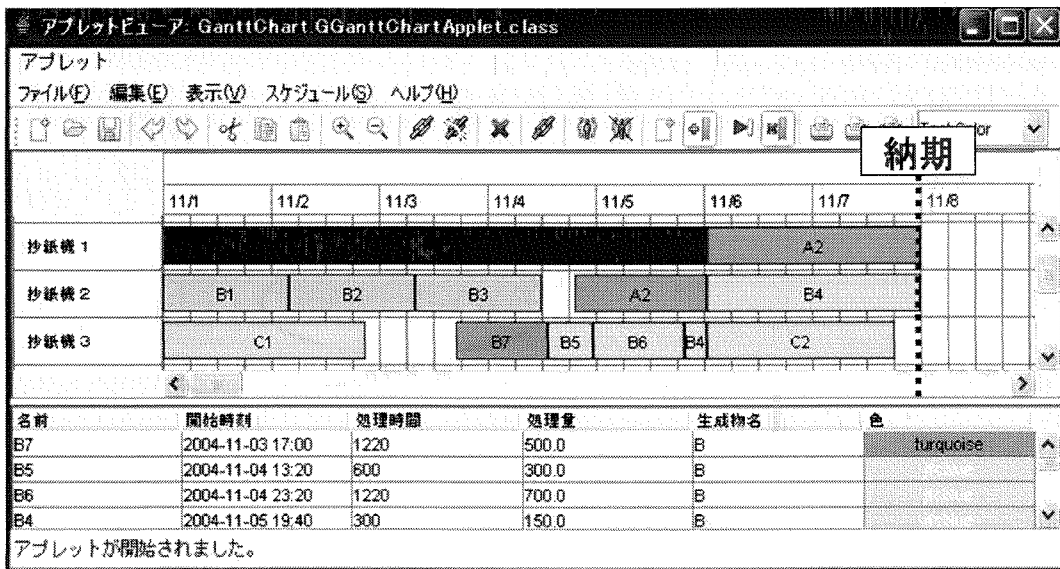 アプレットビューア: GanttChart.GGanttChartApplet.class
アプレット
ファイル(F) 編集(E) 表示(V) スケジュール(S) ヘルプ(H)
納期
11/1 11/2 11/3 11/4 11/5 11/6 11/7 11/8
抄紙機 1 A2
抄紙機 2 B1 B2 B3 A2 B4
抄紙機 3 C1 B7 B5 B6 B4 C2
名前 開始時刻 処理時間 処理量 生成物名 色
B7 2004-11-03 17:00 1220 500.0 B turquoise
B5 2004-11-04 13:20 600 300.0 B
B6 2004-11-04 23:20 1220 700.0 B
B4 2004-11-05 19:40 300 150.0 B
アプレットが開始されました。